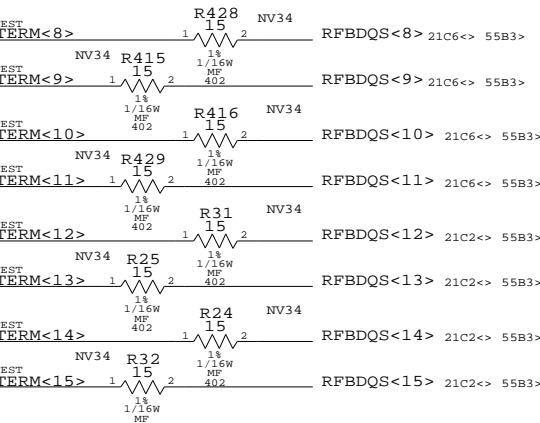 EST R428 NV34
TERM<8> 1 15 2 RFBDQS<8> 21C6<> 55B3>
1%
1/16W
MF
402
EST NV34 R415
TERM<9> 1 15 2 RFBDQS<9> 21C6<> 55B3>
1%
1/16W
MF
402
EST R416 NV34
TERM<10> 1 15 2 RFBDQS<10> 21C6<> 55B3>
1%
1/16W
MF
402
EST NV34 R429
TERM<11> 1 15 2 RFBDQS<11> 21C6<> 55B3>
1%
1/16W
MF
402
EST R31 NV34
TERM<12> 1 15 2 RFBDQS<12> 21C2<> 55B3>
1%
1/16W
MF
402
EST NV34 R25
TERM<13> 1 15 2 RFBDQS<13> 21C2<> 55B3>
1%
1/16W
MF
402
EST R24 NV34
TERM<14> 1 15 2 RFBDQS<14> 21C2<> 55B3>
1%
1/16W
MF
402
EST NV34 R32
TERM<15> 1 15 2 RFBDQS<15> 21C2<> 55B3>
1%
1/16W
MF